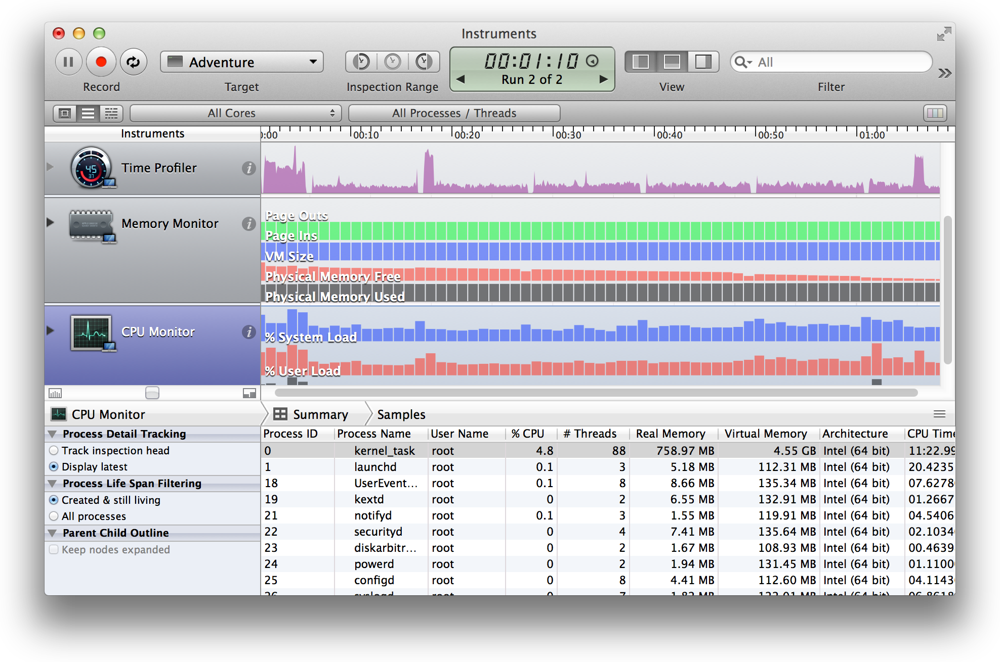 Instruments
Adventure
00:01:10
Run 2 of 2
All
Record
Target
Inspection Range
View
Filter
All Cores
All Processes / Threads
Instruments
0:00 00:10 00:20 00:30 00:40 00:50 01:00
45
37
Time Profiler
Memory Monitor
Page Outs
Page Ins
VM Size
Physical Memory Free
Physical Memory Used
CPU Monitor
% System Load
% User Load
CPU Monitor
Summary
Samples
Process Detail Tracking
Track inspection head
Display latest
Process Life Span Filtering
Created & still living
All processes
Parent Child Outline
Keep nodes expanded
Process ID Process Name User Name % CPU # Threads Real Memory Virtual Memory Architecture CPU Time
0 kernel_task root 4.8 88 758.97 MB 4.55 GB Intel (64 bit) 11:22.99
1 launchd root 0.1 3 5.18 MB 112.31 MB Intel (64 bit) 20.4235
18 UserEvent... root 0.1 8 8.66 MB 135.34 MB Intel (64 bit) 07.6278
19 kextd root 0 2 6.55 MB 132.91 MB Intel (64 bit) 01.2667
21 notifyd root 0.1 3 1.55 MB 119.91 MB Intel (64 bit) 04.5406
22 securityd root 0 4 7.41 MB 135.64 MB Intel (64 bit) 02.1034
23 diskarbitr... root 0 2 1.67 MB 108.93 MB Intel (64 bit) 00.4639
24 powerd root 0 2 1.94 MB 131.45 MB Intel (64 bit) 01.1100
25 configd root 0 8 4.41 MB 112.60 MB Intel (64 bit) 04.1143